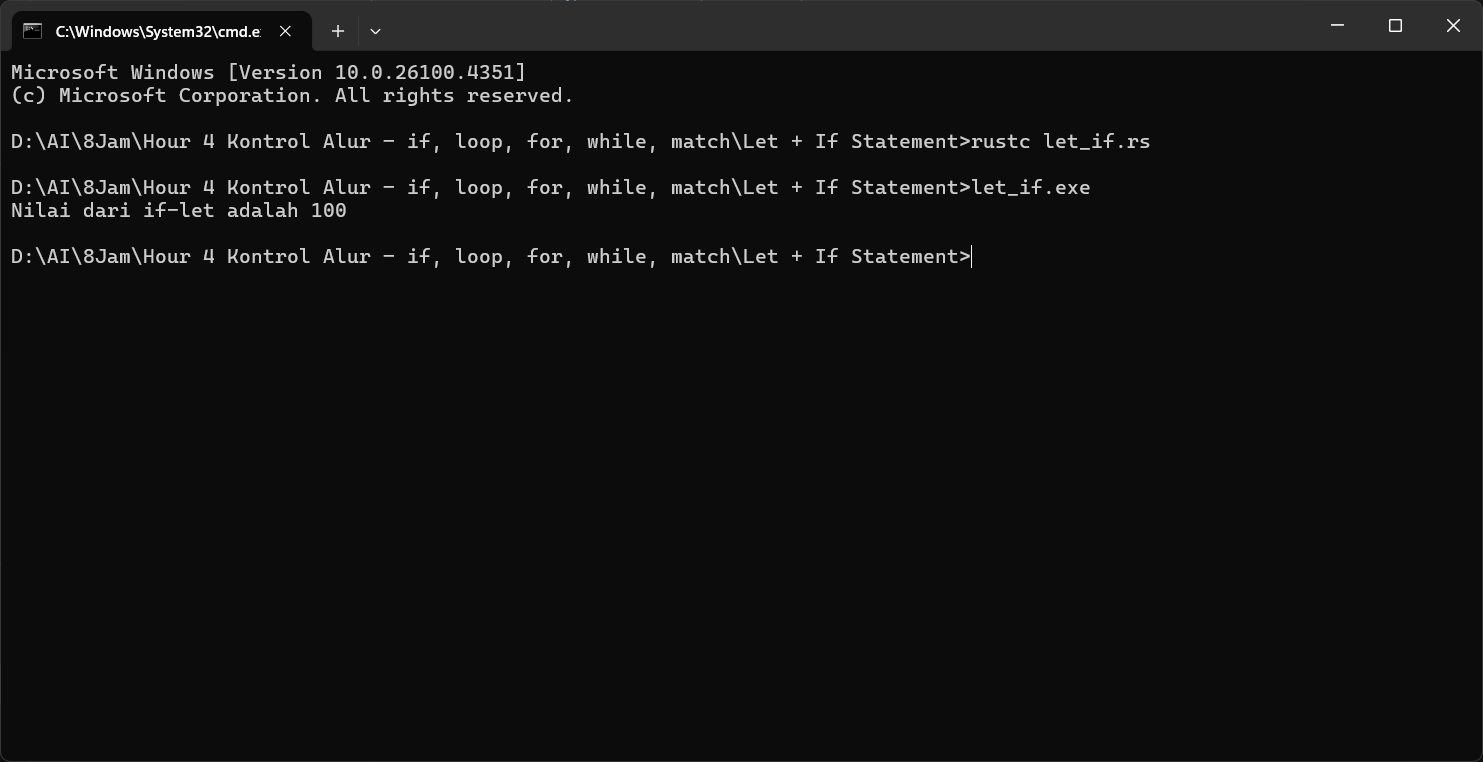 C:\Windows\System32\cmd.e
Microsoft Windows [Version 10.0.26100.4351]
(c) Microsoft Corporation. All rights reserved.
D:\AI\8Jam\Hour 4 Kontrol Alur - if, loop, for, while, match\Let + If Statement>rustc let_if.rs
D:\AI\8Jam\Hour 4 Kontrol Alur - if, loop, for, while, match\Let + If Statement>let_if.exe
Nilai dari if-let adalah 100
D:\AI\8Jam\Hour 4 Kontrol Alur - if, loop, for, while, match\Let + If Statement>